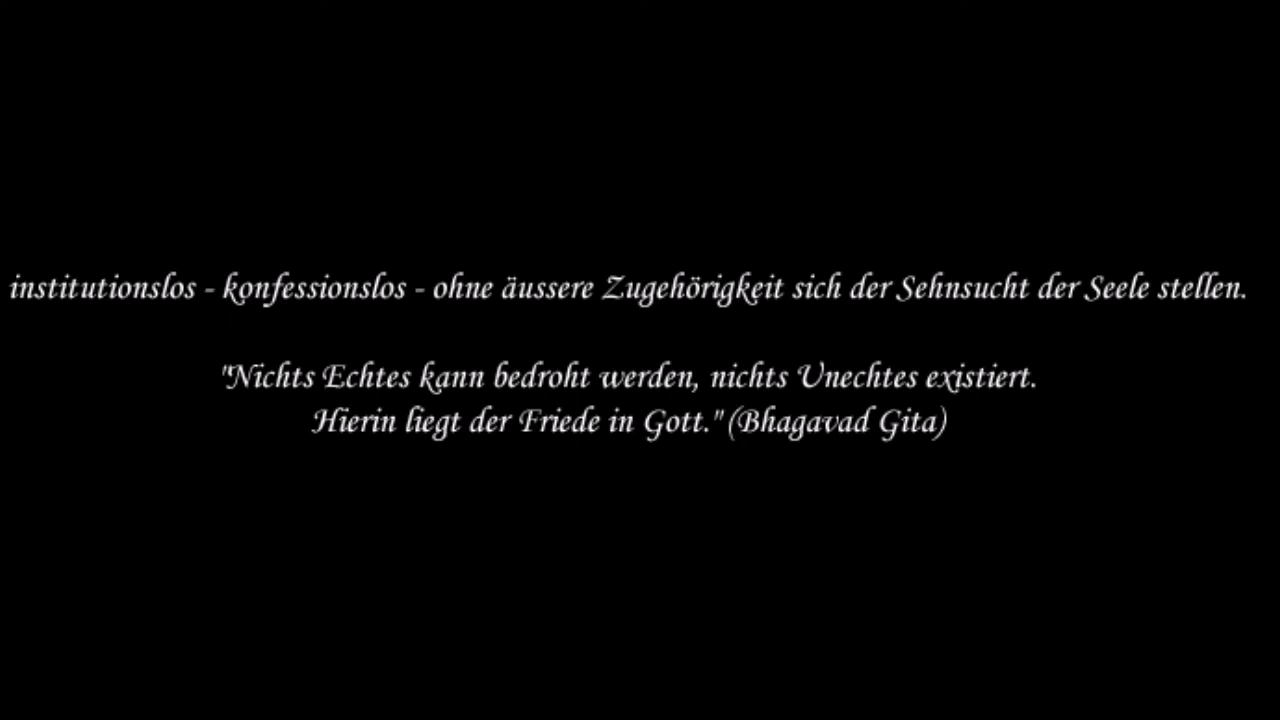 institutionslos - konfessionslos - ohne äussere Zugehörigkeit sich der Sehnsucht der Seele stellen.
"Nichts Echtes kann bedroht werden, nichts Unechtes existiert.
Hierin liegt der Friede in Gott." (Bhagavad Gita)